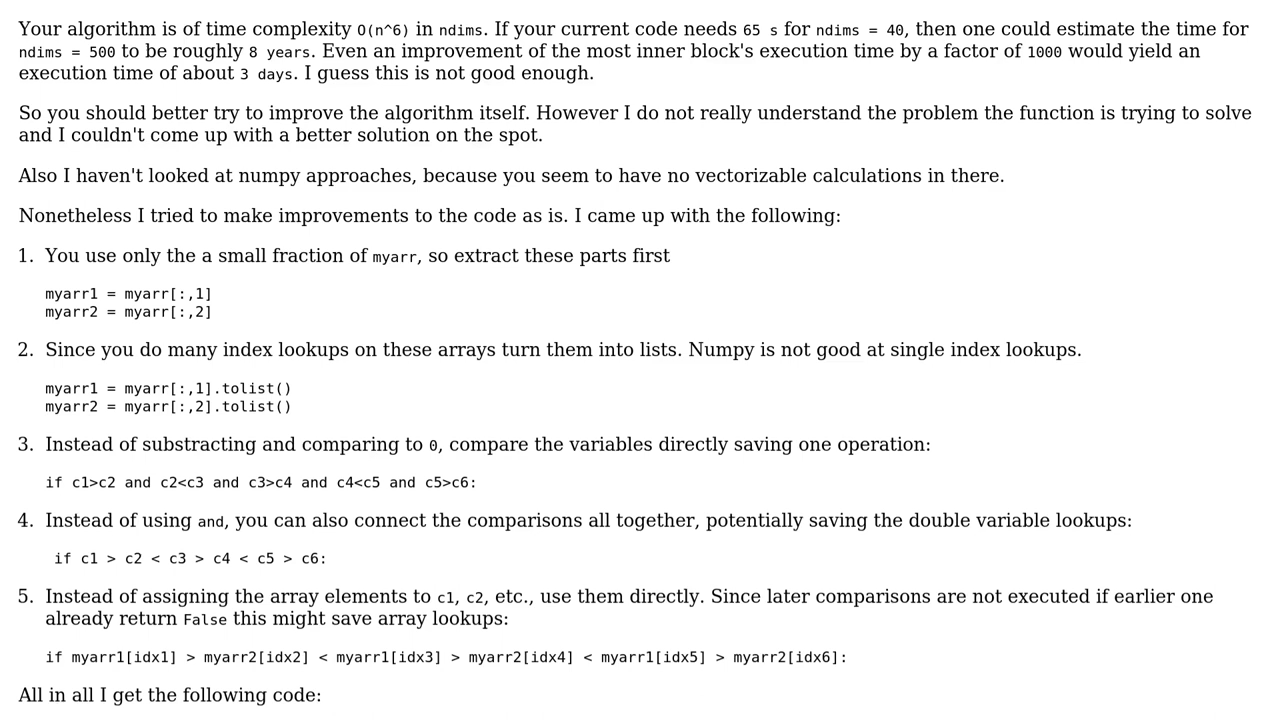 Your algorithm is of time complexity O(n^6) in ndims. If your current code needs 65 s for ndims = 40, then one could estimate the time for
ndims = 500 to be roughly 8 years. Even an improvement of the most inner block's execution time by a factor of 1000 would yield an
execution time of about 3 days. I guess this is not good enough.
So you should better try to improve the algorithm itself. However I do not really understand the problem the function is trying to solve
and I couldn't come up with a better solution on the spot.
Also I haven't looked at numpy approaches, because you seem to have no vectorizable calculations in there.
Nonetheless I tried to make improvements to the code as is. I came up with the following:
1. You use only the a small fraction of myarr, so extract these parts first
myarr1 = myarr[:,1]
myarr2 = myarr[:,2]
2. Since you do many index lookups on these arrays turn them into lists. Numpy is not good at single index lookups.
myarr1 = myarr[:,1].tolist()
myarr2 = myarr[:,2].tolist()
3. Instead of substracting and comparing to 0, compare the variables directly saving one operation:
if c1>c2 and c2<c3 and c3>c4 and c4<c5 and c5>c6:
4. Instead of using and, you can also connect the comparisons all together, potentially saving the double variable lookups:
if c1 > c2 < c3 > c4 < c5 > c6:
5. Instead of assigning the array elements to c1, c2, etc., use them directly. Since later comparisons are not executed if earlier one
already return False this might save array lookups:
if myarr1[idx1] > myarr2[idx2] < myarr1[idx3] > myarr2[idx4] < myarr1[idx5] > myarr2[idx6]:
All in all I get the following code: